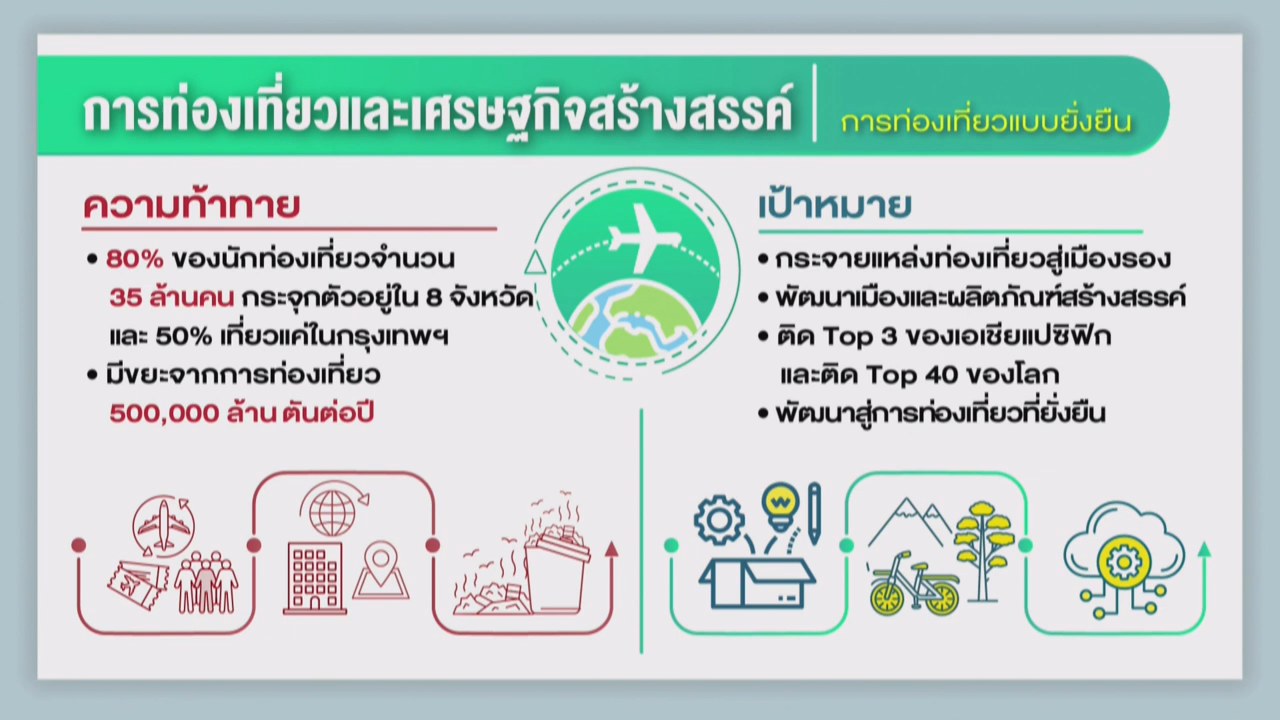 การท่องเที่ยวและเศรษฐกิจสร้างสรรค์
การท่องเที่ยวแบบยั่งยืน
ความท้าทาย
• 80% ของนักท่องเที่ยวจำนวน
35 ล้านคน กระจุกตัวอยู่ใน 8 จังหวัด
และ 50% เที่ยวแค่ในกรุงเทพฯ
• มีขยะจากการท่องเที่ยว
500,000 ล้าน ตันต่อปี
เป้าหมาย
• กระจายแหล่งท่องเที่ยวสู่เมืองรอง
• พัฒนาเมืองและผลิตภัณฑ์สร้างสรรค์
• ติด Top 3 ของเอเชียแปซิฟิก
และติด Top 40 ของโลก
• พัฒนาสู่การท่องเที่ยวที่ยั่งยืน